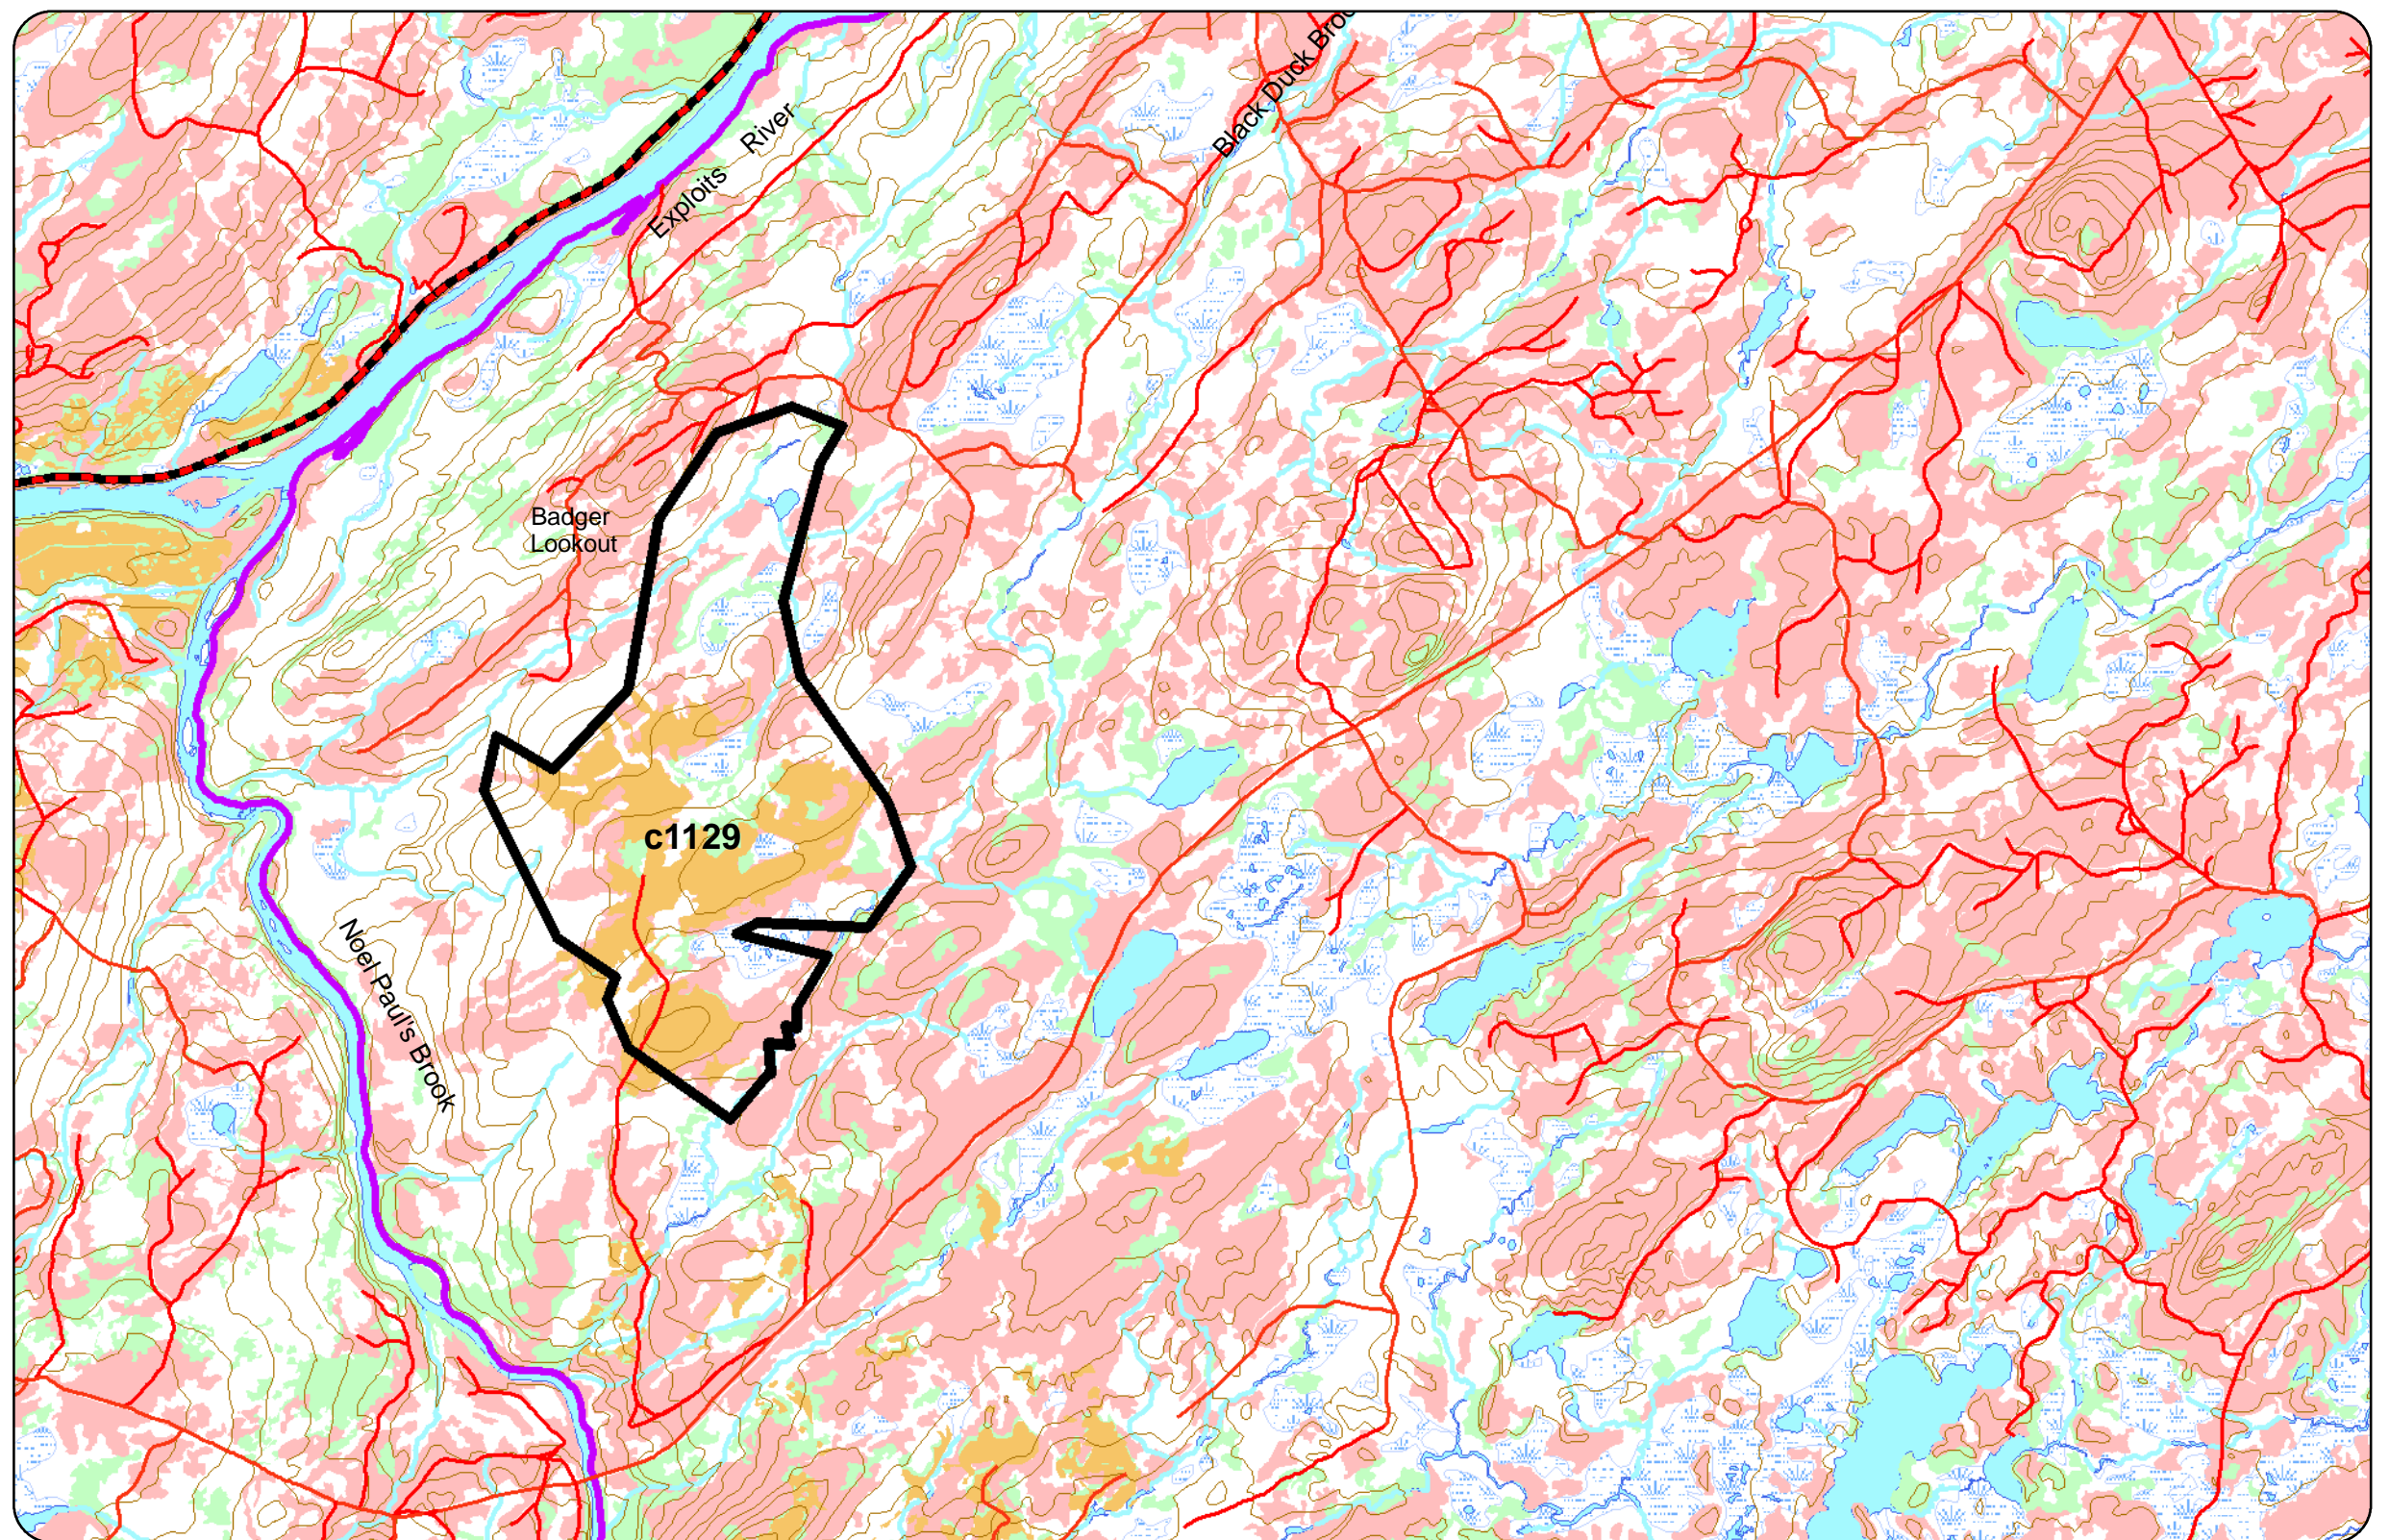 Black Duck Broo
Exploits River
Badger
Lookout
c1129
Noel Paul's Brook